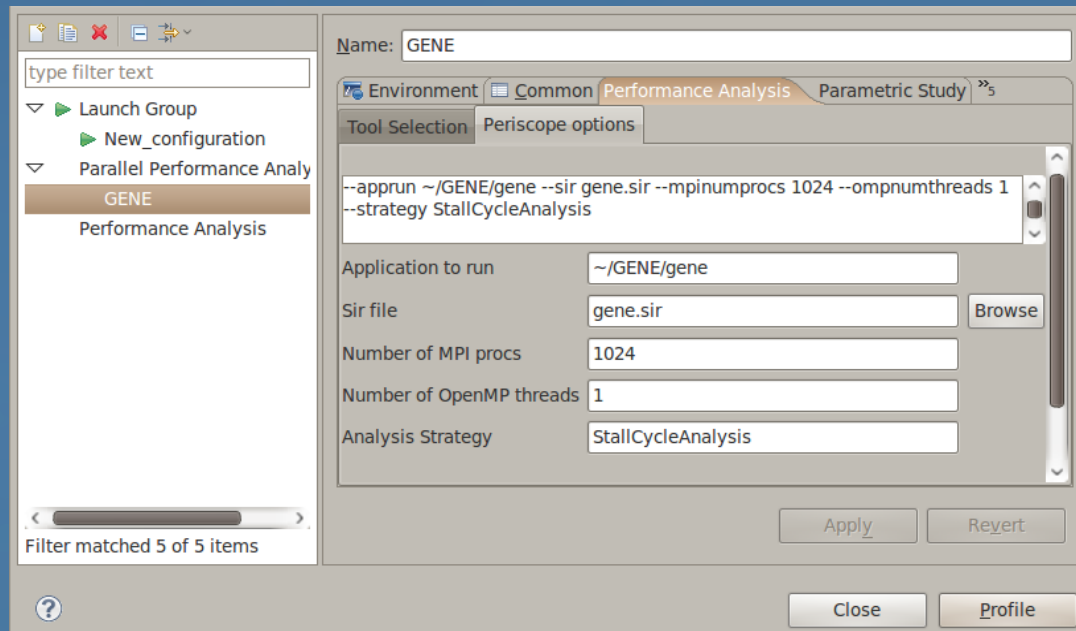 type filter text
Launch Group
New_configuration
Parallel Performance Analy
GENE
Performance Analysis
Filter matched 5 of 5 items
Name: GENE
Environment Common Performance Analysis Parametric Study »5
Tool Selection Periscope options
--apprun ~/GENE/gene --sir gene.sir --mpinumprocs 1024 --ompnumthreads 1
--strategy StallCycleAnalysis
Application to run ~/GENE/gene
Sir file gene.sir Browse
Number of MPI procs 1024
Number of OpenMP threads 1
Analysis Strategy StallCycleAnalysis
Apply Revert
? Close Profile